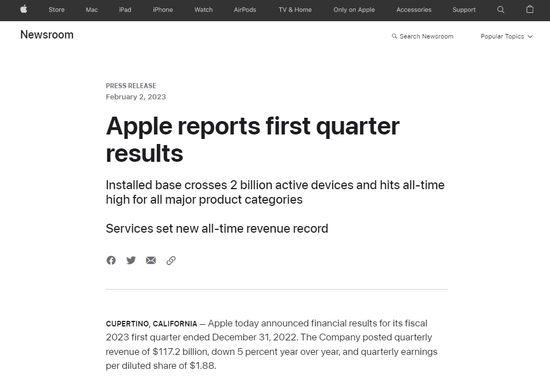 Store Mac iPad iPhone Watch AirPods TV & Home Only on Apple Accessories Support
Newsroom
Search Newsroom Popular Topics
PRESS RELEASE
February 2, 2023
Apple reports first quarter
results
Installed base crosses 2 billion active devices and hits all-time
high for all major product categories
Services set new all-time revenue record
CUPERTINO, CALIFORNIA — Apple today announced financial results for its fiscal
2023 first quarter ended December 31, 2022. The Company posted quarterly
revenue of $117.2 billion, down 5 percent year over year, and quarterly earnings
per diluted share of $1.88.